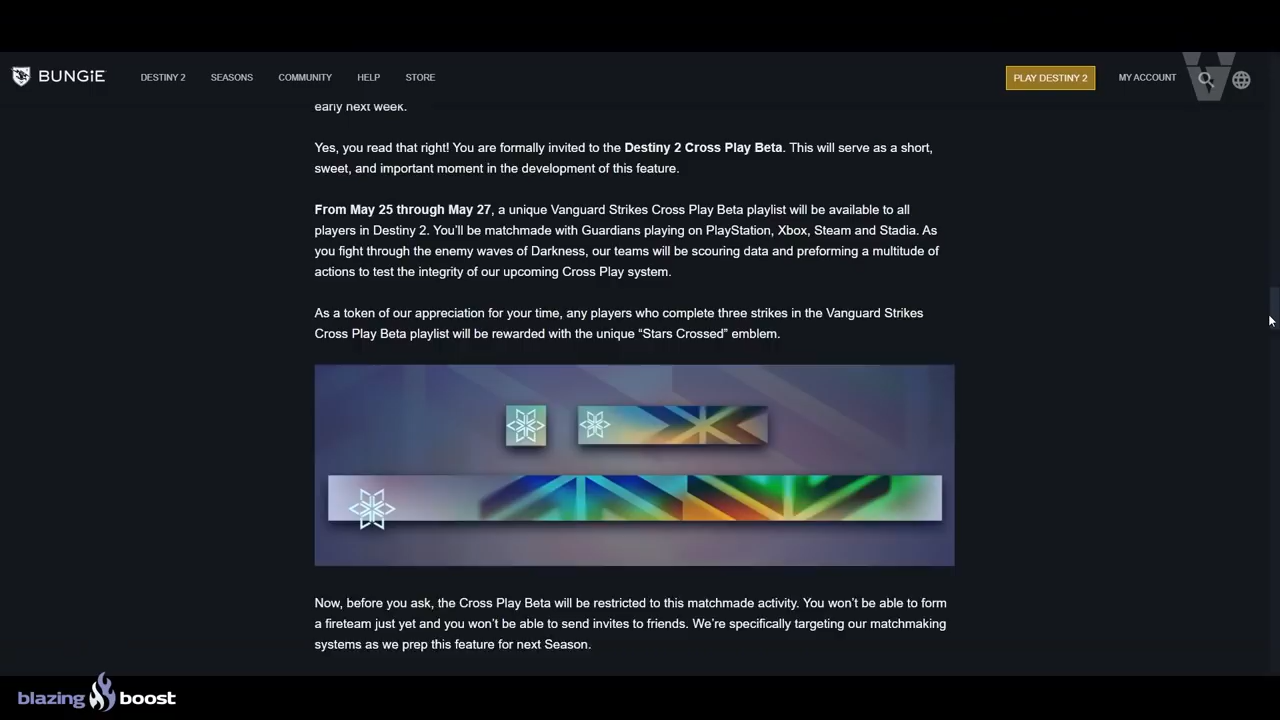 BUNGiE
DESTINY 2
SEASONS
COMMUNITY
HELP
STORE
PLAY DESTINY 2
MY ACCOUNT
early next week.
Yes, you read that right! You are formally invited to the Destiny 2 Cross Play Beta. This will serve as a short,
sweet, and important moment in the development of this feature.
From May 25 through May 27, a unique Vanguard Strikes Cross Play Beta playlist will be available to all
players in Destiny 2. You’ll be matchmade with Guardians playing on PlayStation, Xbox, Steam and Stadia. As
you fight through the enemy waves of Darkness, our teams will be scouring data and preforming a multitude of
actions to test the integrity of our upcoming Cross Play system.
As a token of our appreciation for your time, any players who complete three strikes in the Vanguard Strikes
Cross Play Beta playlist will be rewarded with the unique “Stars Crossed” emblem.
Now, before you ask, the Cross Play Beta will be restricted to this matchmade activity. You won’t be able to form
a fireteam just yet and you won’t be able to send invites to friends. We’re specifically targeting our matchmaking
systems as we prep this feature for next Season.
blazing boost